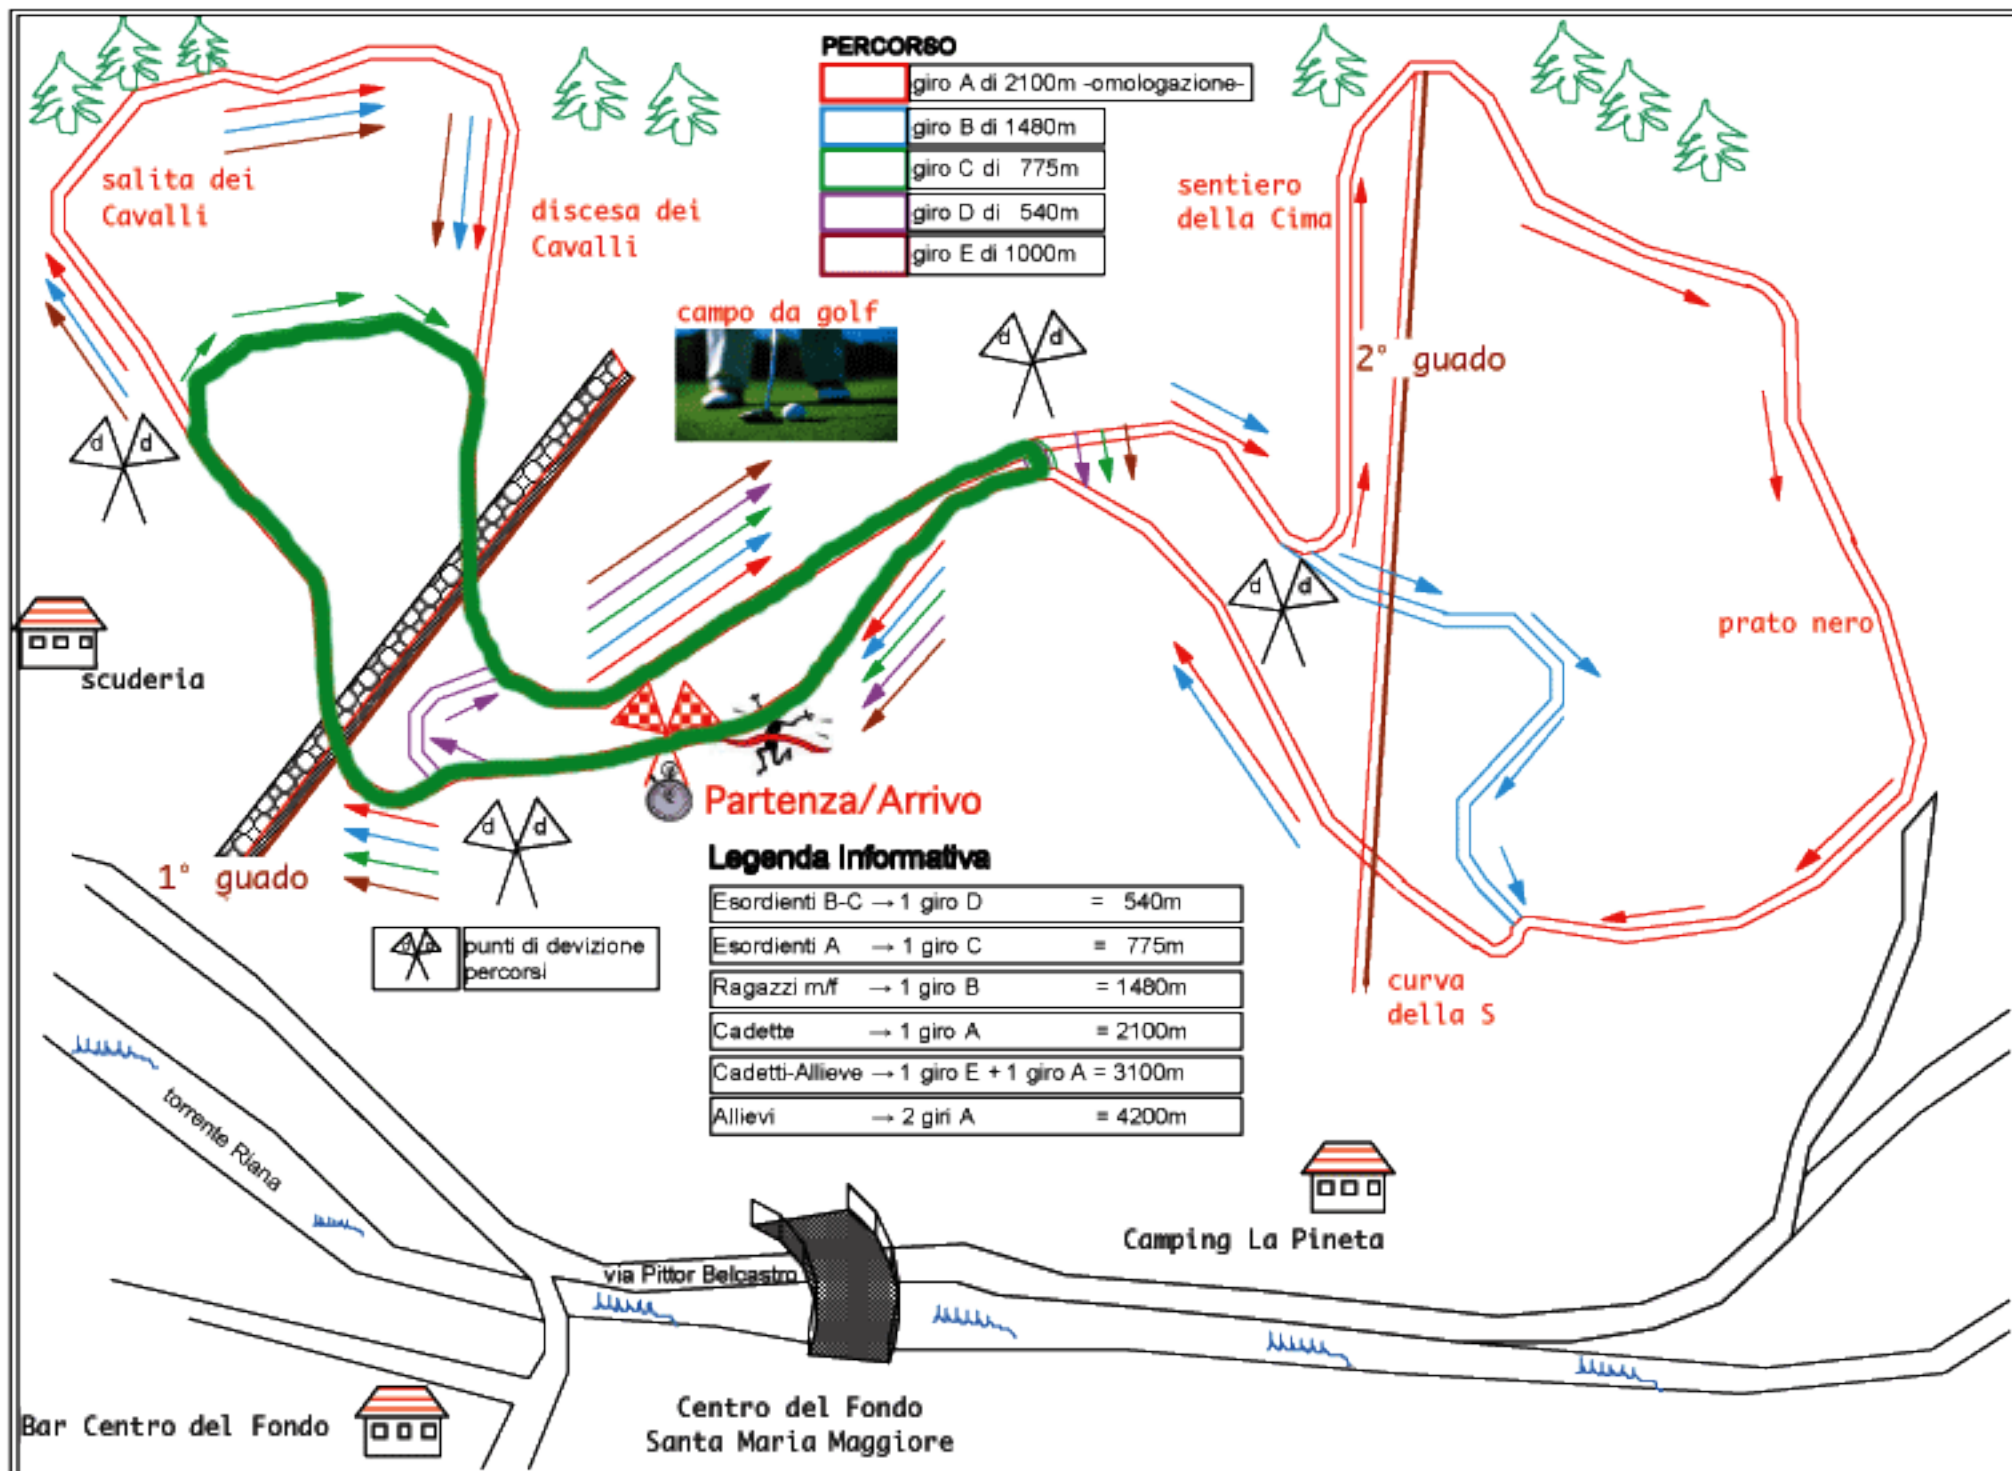 PERCORSO
giro A di 2100m -omologazione-
giro B di 1480m
giro C di 775m
giro D di 540m
giro E di 1000m
salita dei
Cavalli
discesa dei
Cavalli
sentiero
della Cima
campo da golf
d d
2° guado
d d
d d
prato nero
scuderia
Partenza/Arrivo
d d
1° guado
Legenda Informativa
Esordienti B-C → 1 giro D = 540m
Esordienti A → 1 giro C = 775m
Ragazzi m/f → 1 giro B = 1480m
Cadette → 1 giro A = 2100m
Cadetti-Allieve → 1 giro E + 1 giro A = 3100m
Allievi → 2 giri A = 4200m
d d
punti di devizione
percorsi
curva
della S
torrente Riana
Camping La Pineta
via Pittor Belcastro
Centro del Fondo
Santa Maria Maggiore
Bar Centro del Fondo